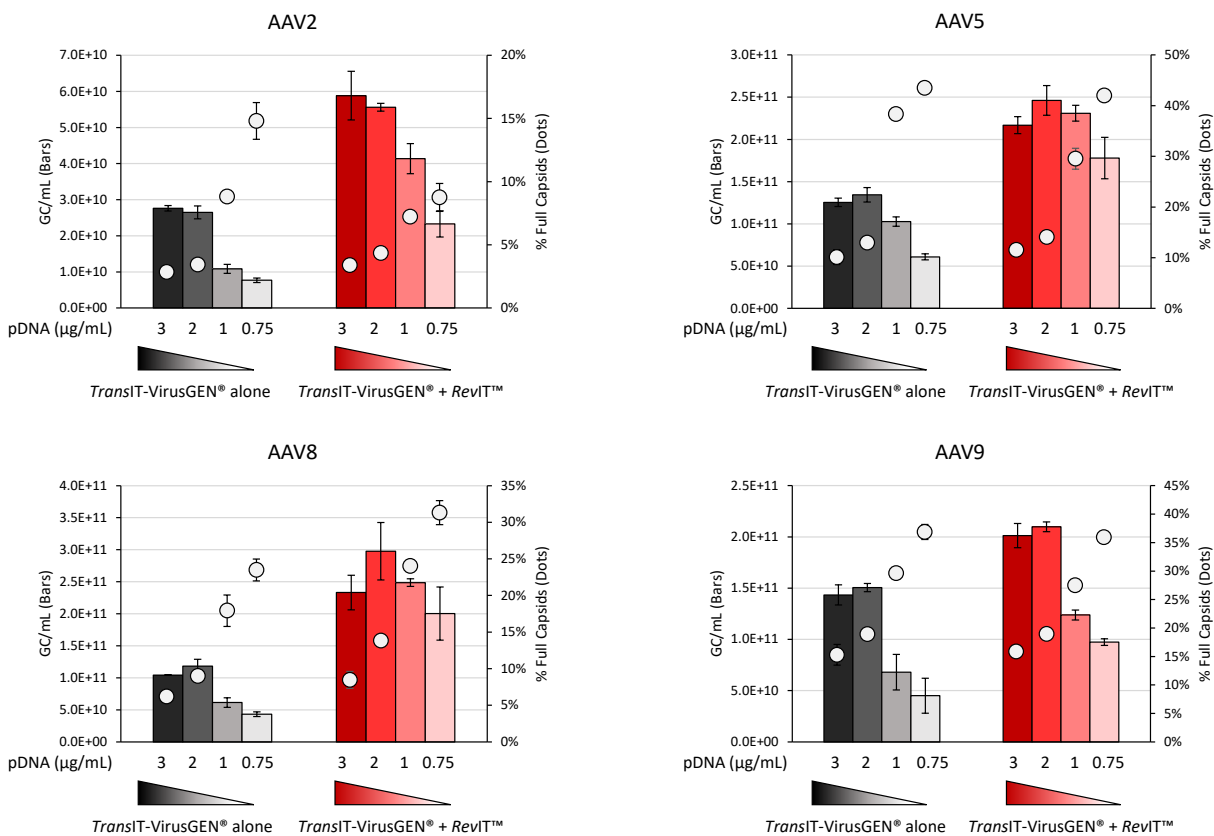 AAV2
7.0E+10
6.0E+10
5.0E+10
4.0E+10
3.0E+10
2.0E+10
1.0E+10
0.0E+00
GC/mL (Bars)
20%
15%
10%
5%
0%
% Full Capsids (Dots)
pDNA (µg/mL) 3 2 1 0.75 3 2 1 0.75
TransIT-VirusGEN® alone TransIT-VirusGEN® + RevIT™
AAV5
3.0E+11
2.5E+11
2.0E+11
1.5E+11
1.0E+11
5.0E+10
0.0E+00
GC/mL (Bars)
50%
40%
30%
20%
10%
0%
% Full Capsids (Dots)
pDNA (µg/mL) 3 2 1 0.75 3 2 1 0.75
TransIT-VirusGEN® alone TransIT-VirusGEN® + RevIT™
AAV8
4.0E+11
3.5E+11
3.0E+11
2.5E+11
2.0E+11
1.5E+11
1.0E+11
5.0E+10
0.0E+00
GC/mL (Bars)
35%
30%
25%
20%
15%
10%
5%
0%
% Full Capsids (Dots)
pDNA (µg/mL) 3 2 1 0.75 3 2 1 0.75
TransIT-VirusGEN® alone TransIT-VirusGEN® + RevIT™
AAV9
2.5E+11
2.0E+11
1.5E+11
1.0E+11
5.0E+10
0.0E+00
GC/mL (Bars)
45%
40%
35%
30%
25%
20%
15%
10%
5%
0%
% Full Capsids (Dots)
pDNA (µg/mL) 3 2 1 0.75 3 2 1 0.75
TransIT-VirusGEN® alone TransIT-VirusGEN® + RevIT™